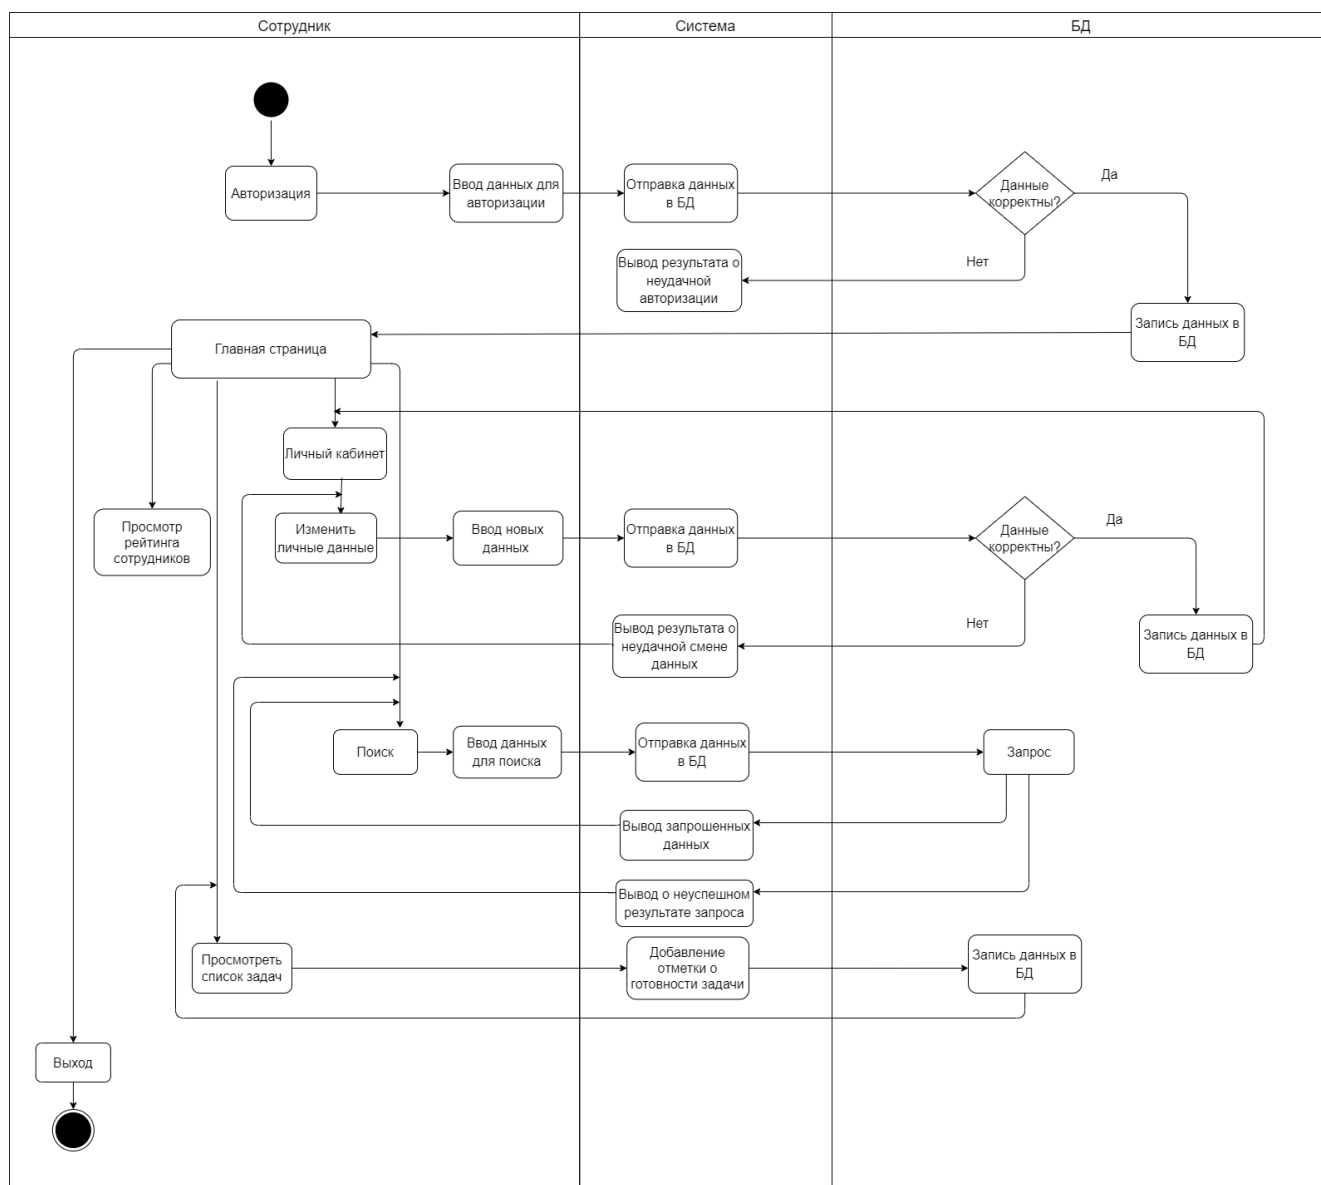 Сотрудник
Система
БД
Авторизация
Ввод данных для
авторизации
Отправка данных
в БД
Данные
корректны?
Да
Нет
Вывод результата о
неудачной
авторизации
Запись данных в
БД
Главная страница
Личный кабинет
Просмотр
рейтинга
сотрудников
Изменить
личные данные
Ввод новых
данных
Отправка данных
в БД
Данные
корректны?
Да
Нет
Вывод результата о
неудачной смене
данных
Запись данных в
БД
Поиск
Ввод данных
для поиска
Отправка данных
в БД
Запрос
Вывод запрошенных
данных
Вывод о неуспешном
результате запроса
Просмотреть
список задач
Добавление
отметки о
готовности задачи
Запись данных в
БД
Выход